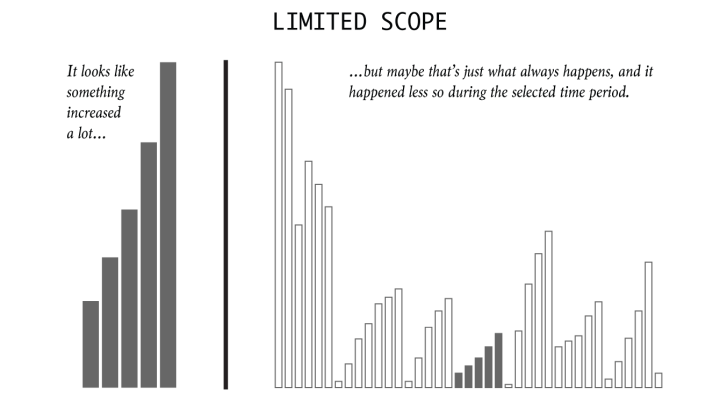 LIMITED SCOPE
It looks like
something
increased
a lot...
...but maybe that's just what always happens, and it
happened less so during the selected time period.